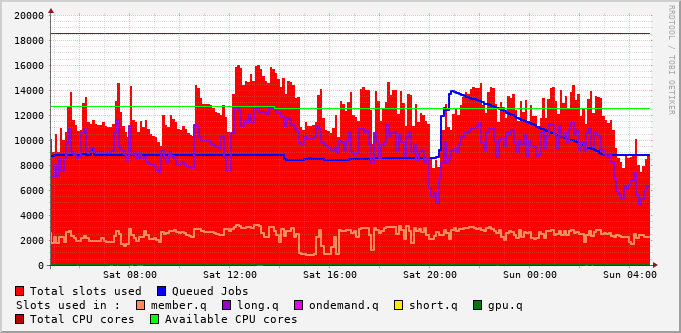 20000
18000
16000
14000
12000
10000
8000
6000
4000
2000
0
Sat 08:00 Sat 12:00 Sat 16:00 Sat 20:00 Sun 00:00 Sun 04:00
RRDTOOL / TOBI OETIKER
Total slots used Queued Jobs
Slots used in : member.q long.q ondemand.q short.q gpu.q
Total CPU cores Available CPU cores